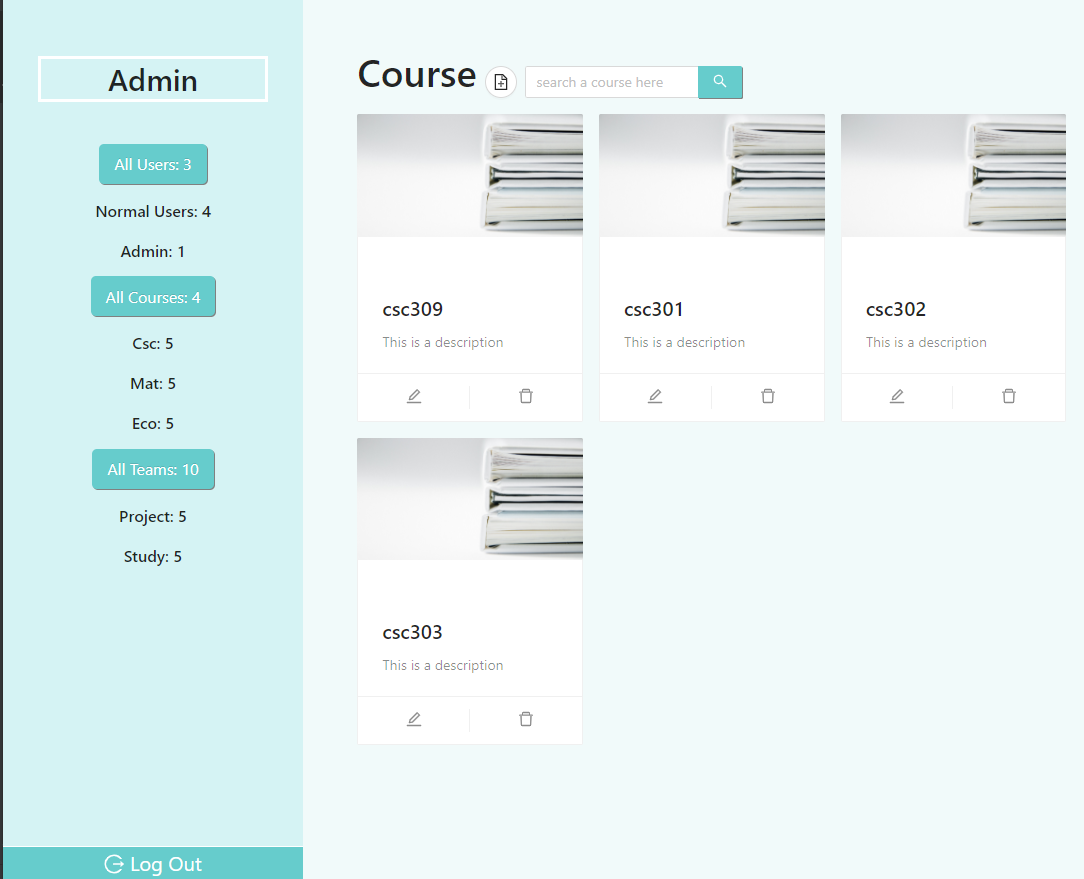 Admin
All Users: 3
Normal Users: 4
Admin: 1
All Courses: 4
Csc: 5
Mat: 5
Eco: 5
All Teams: 10
Project: 5
Study: 5
Log Out
Course
search a course here
csc309
This is a description
csc301
This is a description
csc302
This is a description
csc303
This is a description